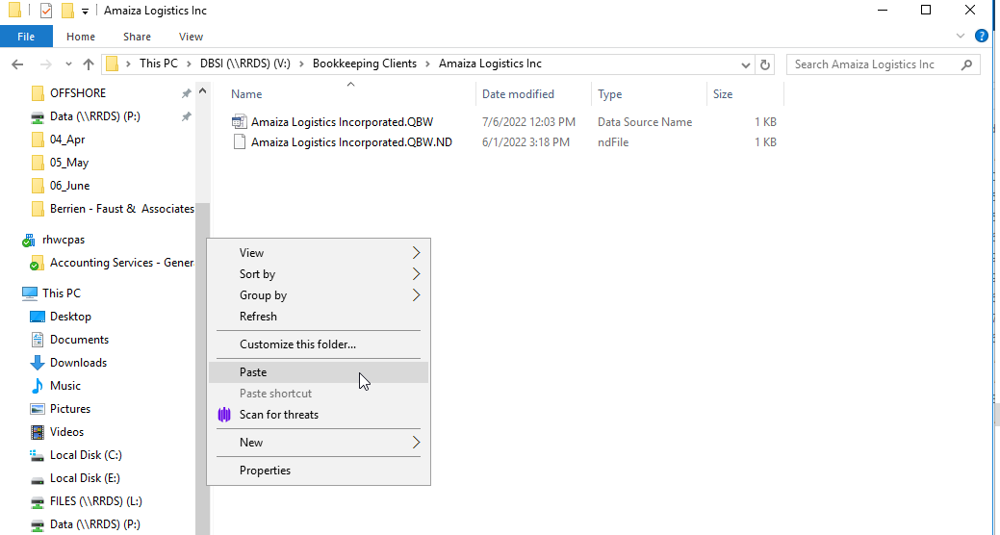 Amaiza Logistics Inc
File Home Share View
This PC DBSI (\\RRDS) (V:) Bookkeeping Clients Amaiza Logistics Inc Search Amaiza Logistics Inc
OFFSHORE
Data (\\RRDS) (P:)
04_Apr
05_May
06_June
Berrien - Faust & Associates
rhwcpas
Accounting Services - Gener
This PC
Desktop
Documents
Downloads
Music
Pictures
Videos
Local Disk (C:)
Local Disk (E:)
FILES (\\RRDS) (L:)
Data (\\RRDS) (P:)
Name Date modified Type Size
Amaiza Logistics Incorporated.QBW 7/6/2022 12:03 PM Data Source Name 1 KB
Amaiza Logistics Incorporated.QBW.ND 6/1/2022 3:18 PM ndFile 1 KB
View
Sort by
Group by
Refresh
Customize this folder...
Paste
Paste shortcut
Scan for threats
New
Properties